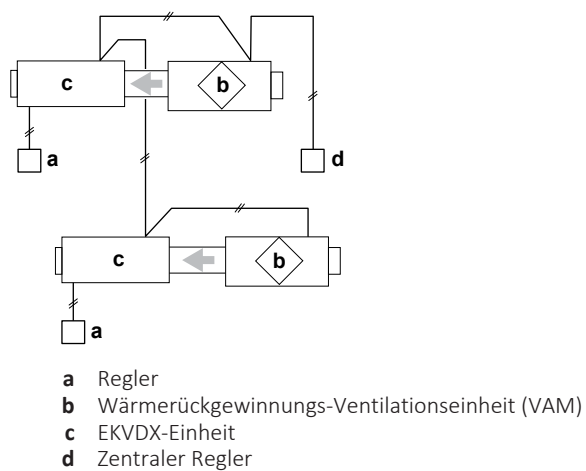 c
b
a
d
c
b
a
a Regler
b Wärmerückgewinnungs-Ventilationseinheit (VAM)
c EKVDX-Einheit
d Zentraler Regler